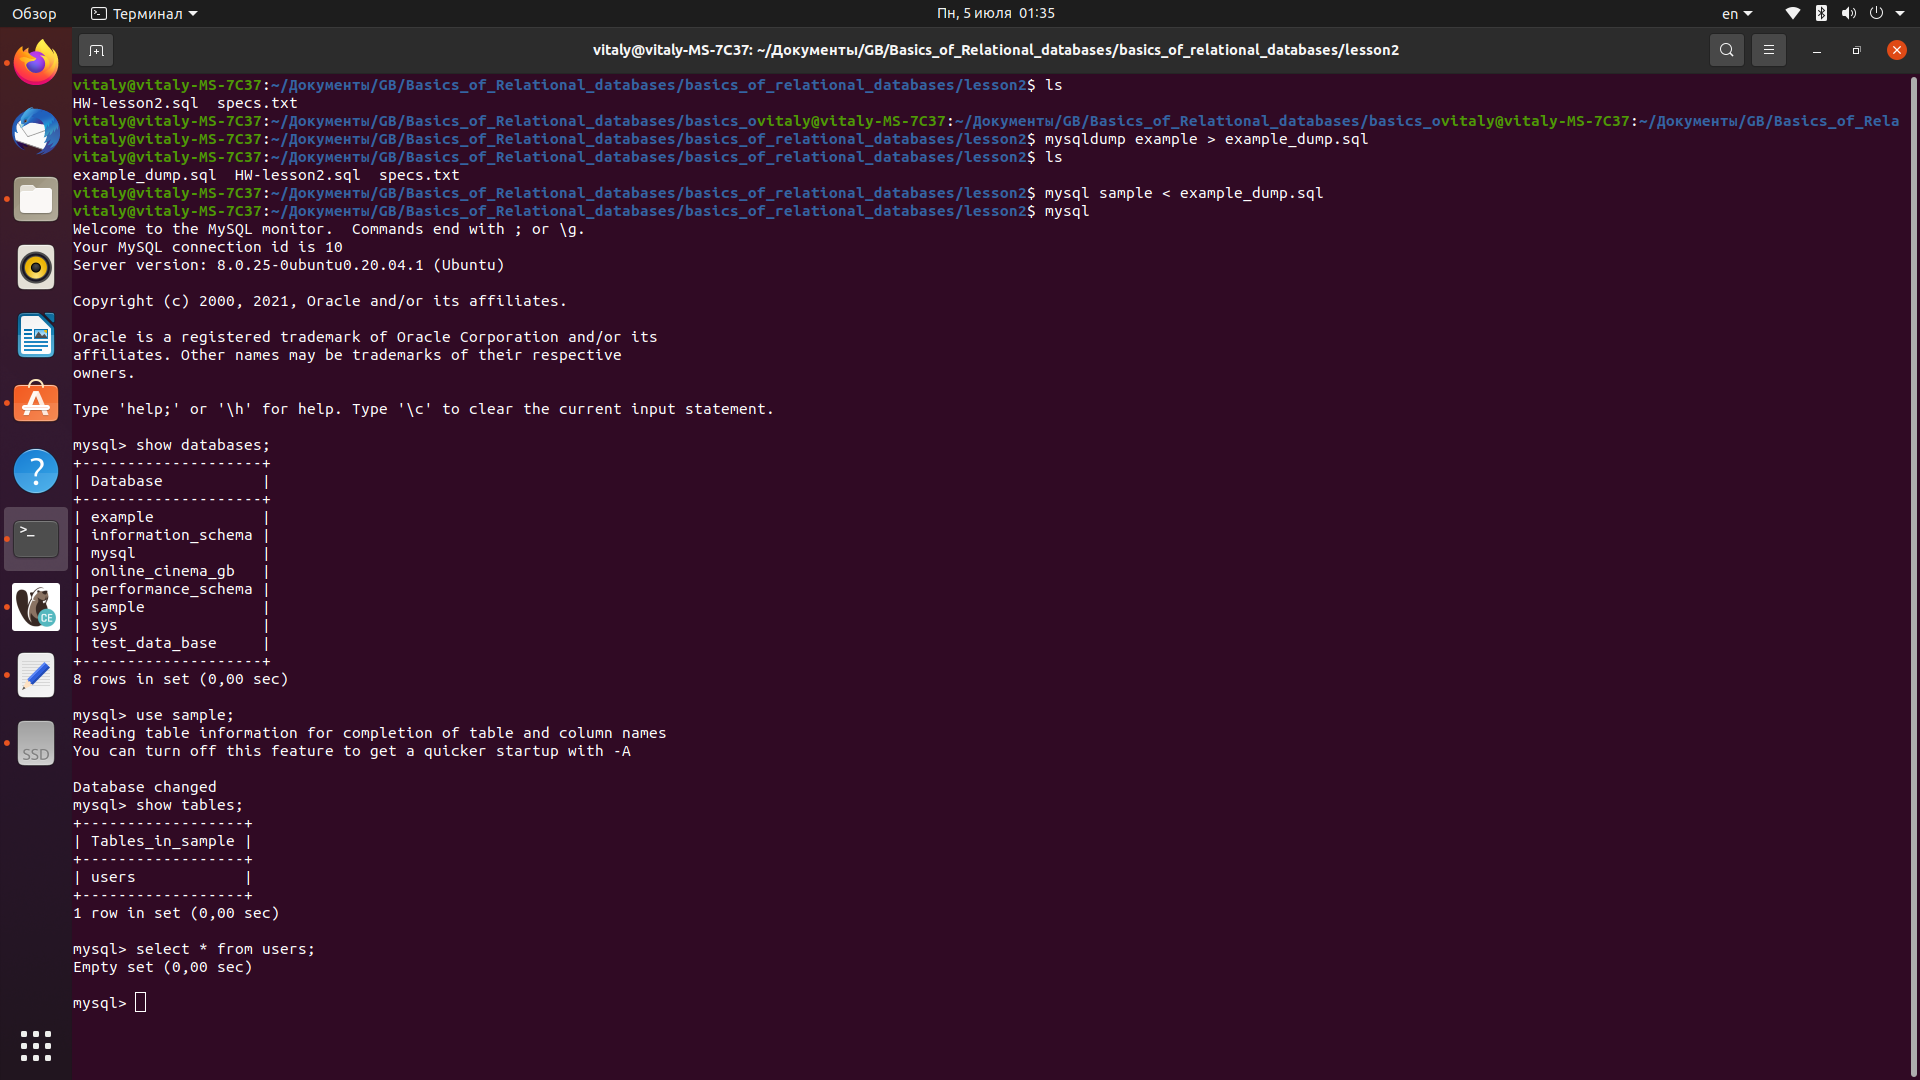 Обзор
Терминал
Пн, 5 июля 01:35
en
vitaly@vitaly-MS-7C37: ~/Документы/GB/Basics_of_Relational_databases/basics_of_relational_databases/lesson2
vitaly@vitaly-MS-7C37:~/Документы/GB/Basics_of_Relational_databases/basics_of_relational_databases/lesson2$ ls
HW-lesson2.sql  specs.txt
vitaly@vitaly-MS-7C37:~/Документы/GB/Basics_of_Relational_databases/basics_ovitaly@vitaly-MS-7C37:~/Документы/GB/Basics_of_Relational_databases/basics_ovitaly@vitaly-MS-7C37:~/Документы/GB/Basics_of_Rela
vitaly@vitaly-MS-7C37:~/Документы/GB/Basics_of_Relational_databases/basics_of_relational_databases/lesson2$ mysqldump example > example_dump.sql
vitaly@vitaly-MS-7C37:~/Документы/GB/Basics_of_Relational_databases/basics_of_relational_databases/lesson2$ ls
example_dump.sql  HW-lesson2.sql  specs.txt
vitaly@vitaly-MS-7C37:~/Документы/GB/Basics_of_Relational_databases/basics_of_relational_databases/lesson2$ mysql sample < example_dump.sql
vitaly@vitaly-MS-7C37:~/Документы/GB/Basics_of_Relational_databases/basics_of_relational_databases/lesson2$ mysql
Welcome to the MySQL monitor.  Commands end with ; or \g.
Your MySQL connection id is 10
Server version: 8.0.25-0ubuntu0.20.04.1 (Ubuntu)
Copyright (c) 2000, 2021, Oracle and/or its affiliates.
Oracle is a registered trademark of Oracle Corporation and/or its
affiliates. Other names may be trademarks of their respective
owners.
Type 'help;' or '\h' for help. Type '\c' to clear the current input statement.
mysql> show databases;
+--------------------+
| Database           |
+--------------------+
| example            |
| information_schema |
| mysql              |
| online_cinema_gb   |
| performance_schema |
| sample             |
| sys                |
| test_data_base     |
+--------------------+
8 rows in set (0,00 sec)
mysql> use sample;
Reading table information for completion of table and column names
You can turn off this feature to get a quicker startup with -A
Database changed
mysql> show tables;
+------------------+
| Tables_in_sample |
+------------------+
| users            |
+------------------+
1 row in set (0,00 sec)
mysql> select * from users;
Empty set (0,00 sec)
mysql>
CE
SSD